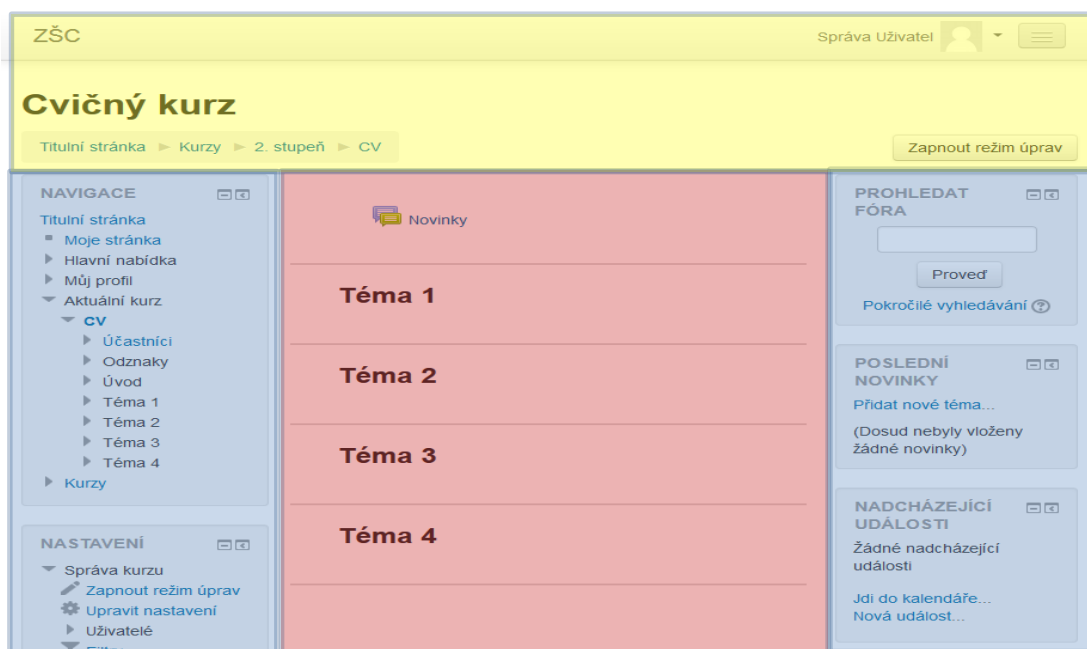 ZŠC
Správa Uživatel
Cvičný kurz
Titulní stránka ► Kurzy ► 2. stupeň ► CV
Zapnout režim úprav
NAVIGACE
Titulní stránka
Moje stránka
Hlavní nabídka
Můj profil
Aktuální kurz
CV
Účastníci
Odznaky
Úvod
Téma 1
Téma 2
Téma 3
Téma 4
Kurzy
NASTAVENÍ
Správa kurzu
Zapnout režim úprav
Upravit nastavení
Uživatelé
Novinky
Téma 1
Téma 2
Téma 3
Téma 4
PROHLEDAT
FÓRA
Proveď
Pokročilé vyhledávání
POSLEDNÍ
NOVINKY
Přidat nové téma...
(Dosud nebyly vloženy
žádné novinky)
NADCHÁZEJÍCÍ
UDÁLOSTI
Žádné nadcházející
události
Jdi do kalendáře...
Nová událost...